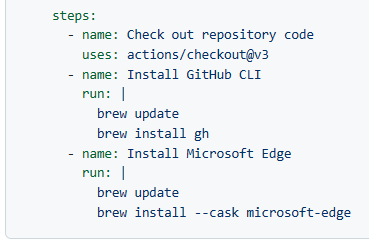 steps:
- name: Check out repository code
uses: actions/checkout@v3
- name: Install GitHub CLI
run: |
brew update
brew install gh
- name: Install Microsoft Edge
run: |
brew update
brew install --cask microsoft-edge